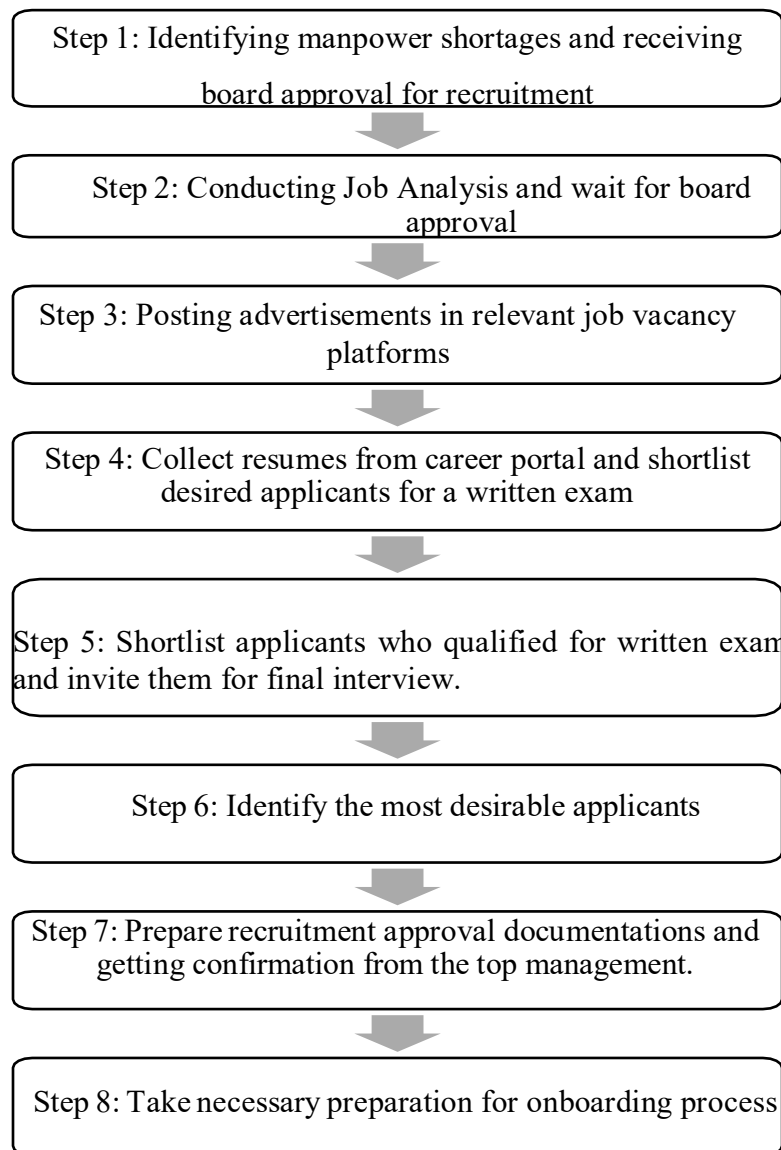 Step 1: Identifying manpower shortages and receiving
board approval for recruitment
Step 2: Conducting Job Analysis and wait for board
approval
Step 3: Posting advertisements in relevant job vacancy
platforms
Step 4: Collect resumes from career portal and shortlist
desired applicants for a written exam
Step 5: Shortlist applicants who qualified for written exam
and invite them for final interview.
Step 6: Identify the most desirable applicants
Step 7: Prepare recruitment approval documentations and
getting confirmation from the top management.
Step 8: Take necessary preparation for onboarding process